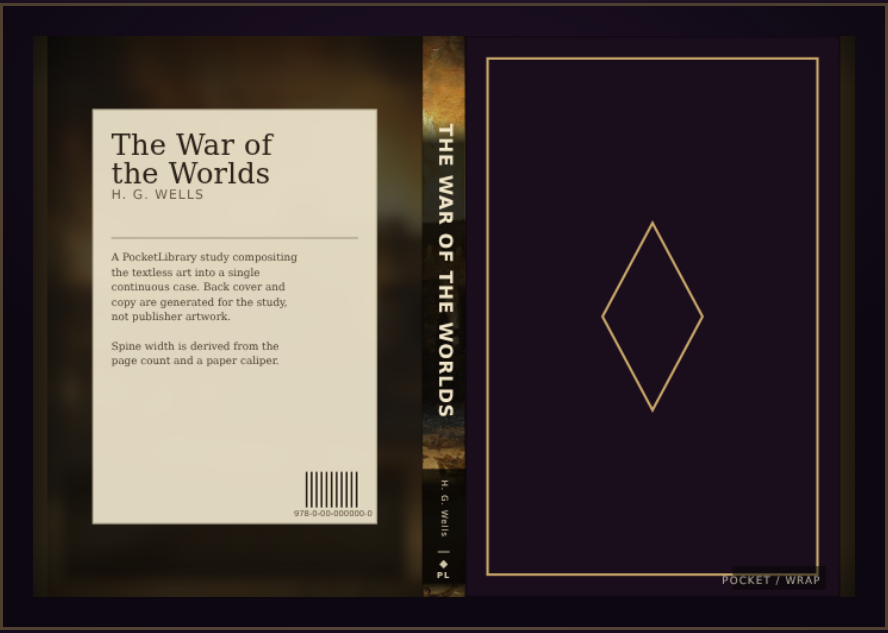 The War of
the Worlds
H. G. WELLS
A PocketLibrary study compositing
the textless art into a single
continuous case. Back cover and
copy are generated for the study,
not publisher artwork.
Spine width is derived from the
page count and a paper caliper.
978-0-00-000000-0
THE WAR OF THE WORLDS
H. G. Wells
PL
POCKET / WRAP